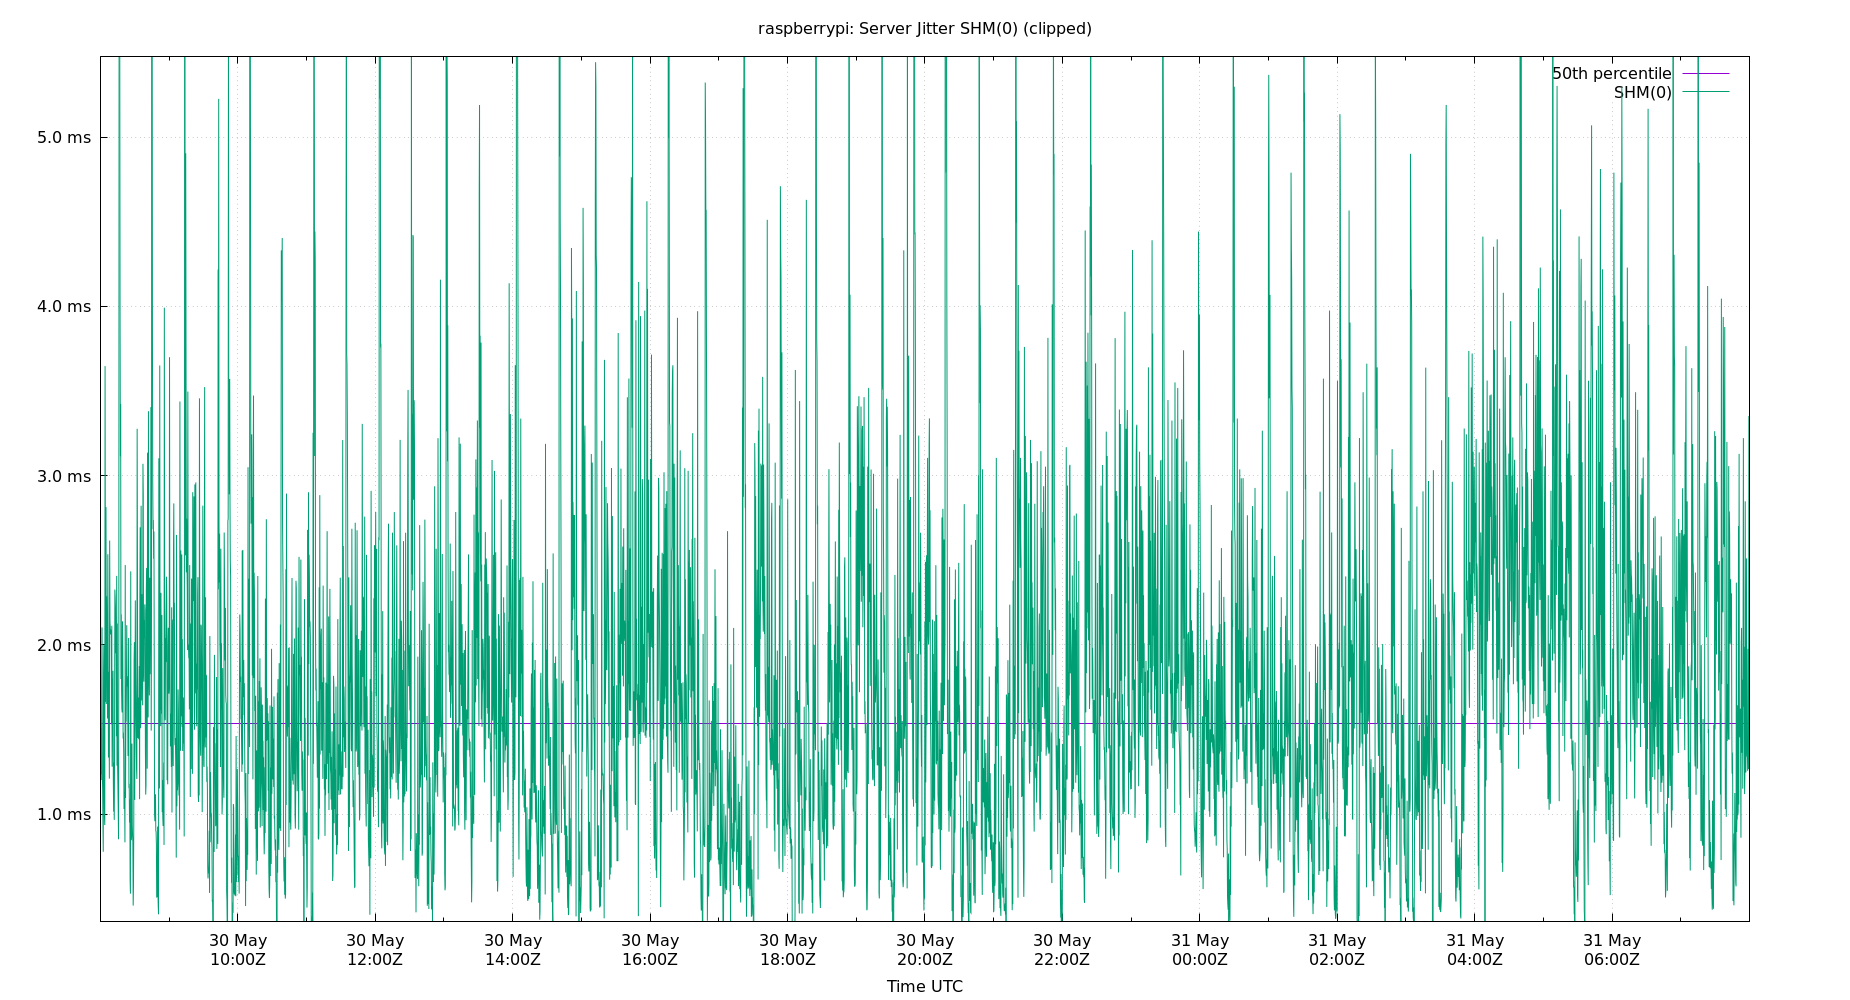 raspberrypi: Server Jitter SHM(0) (clipped)
50th percentile
SHM(0)
5.0 ms
4.0 ms
3.0 ms
2.0 ms
1.0 ms
30 May 30 May 30 May 30 May 30 May 30 May 30 May 31 May 31 May 31 May 31 May
10:00Z 12:00Z 14:00Z 16:00Z 18:00Z 20:00Z 22:00Z 00:00Z 02:00Z 04:00Z 06:00Z
Time UTC